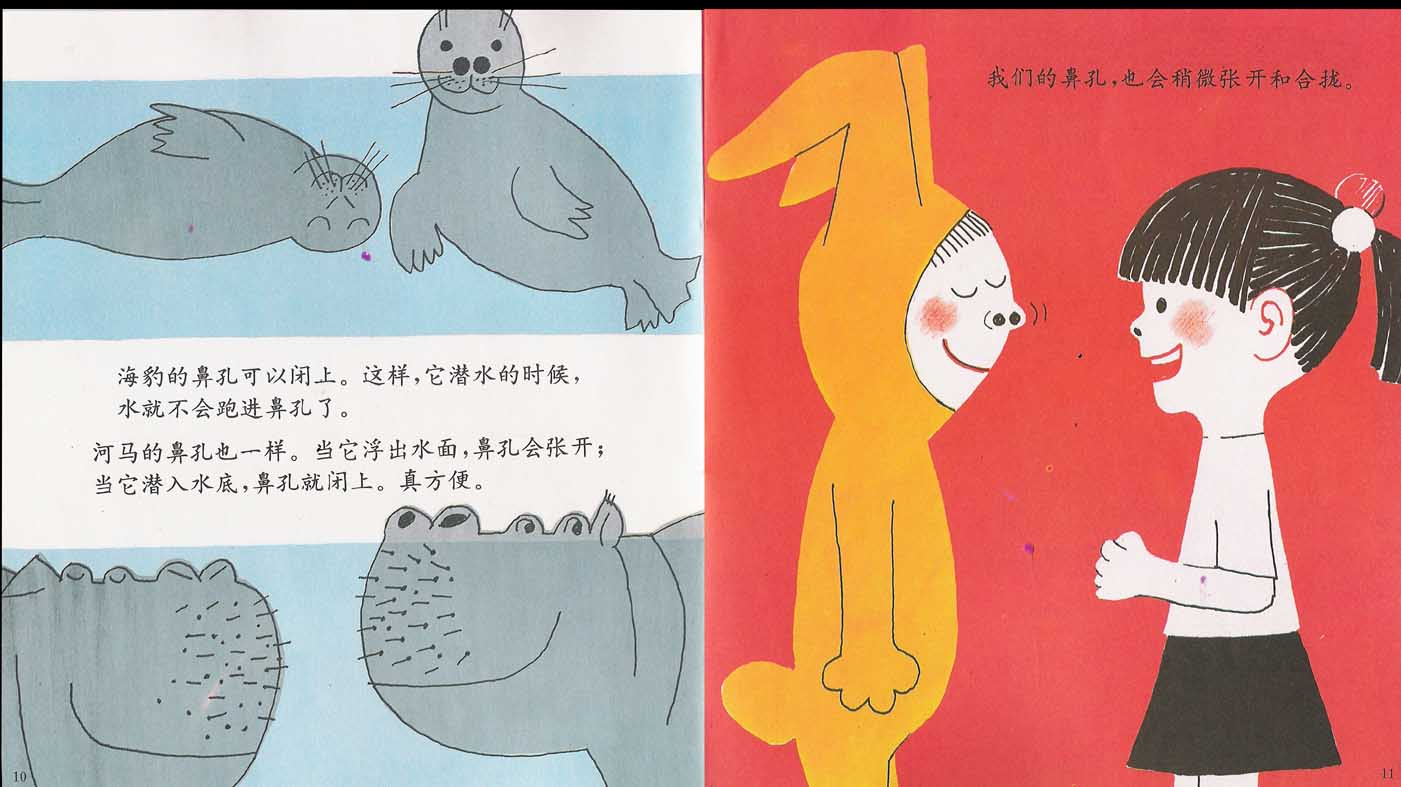 海豹的鼻孔可以闭上。这样，它潜水的时候，
水就不会跑进鼻孔了。
河马的鼻孔也一样。当它浮出水面，鼻孔会张开；
当它潜入水底，鼻孔就闭上。真方便。
10
我们的鼻孔，也会稍微张开和合拢。
11